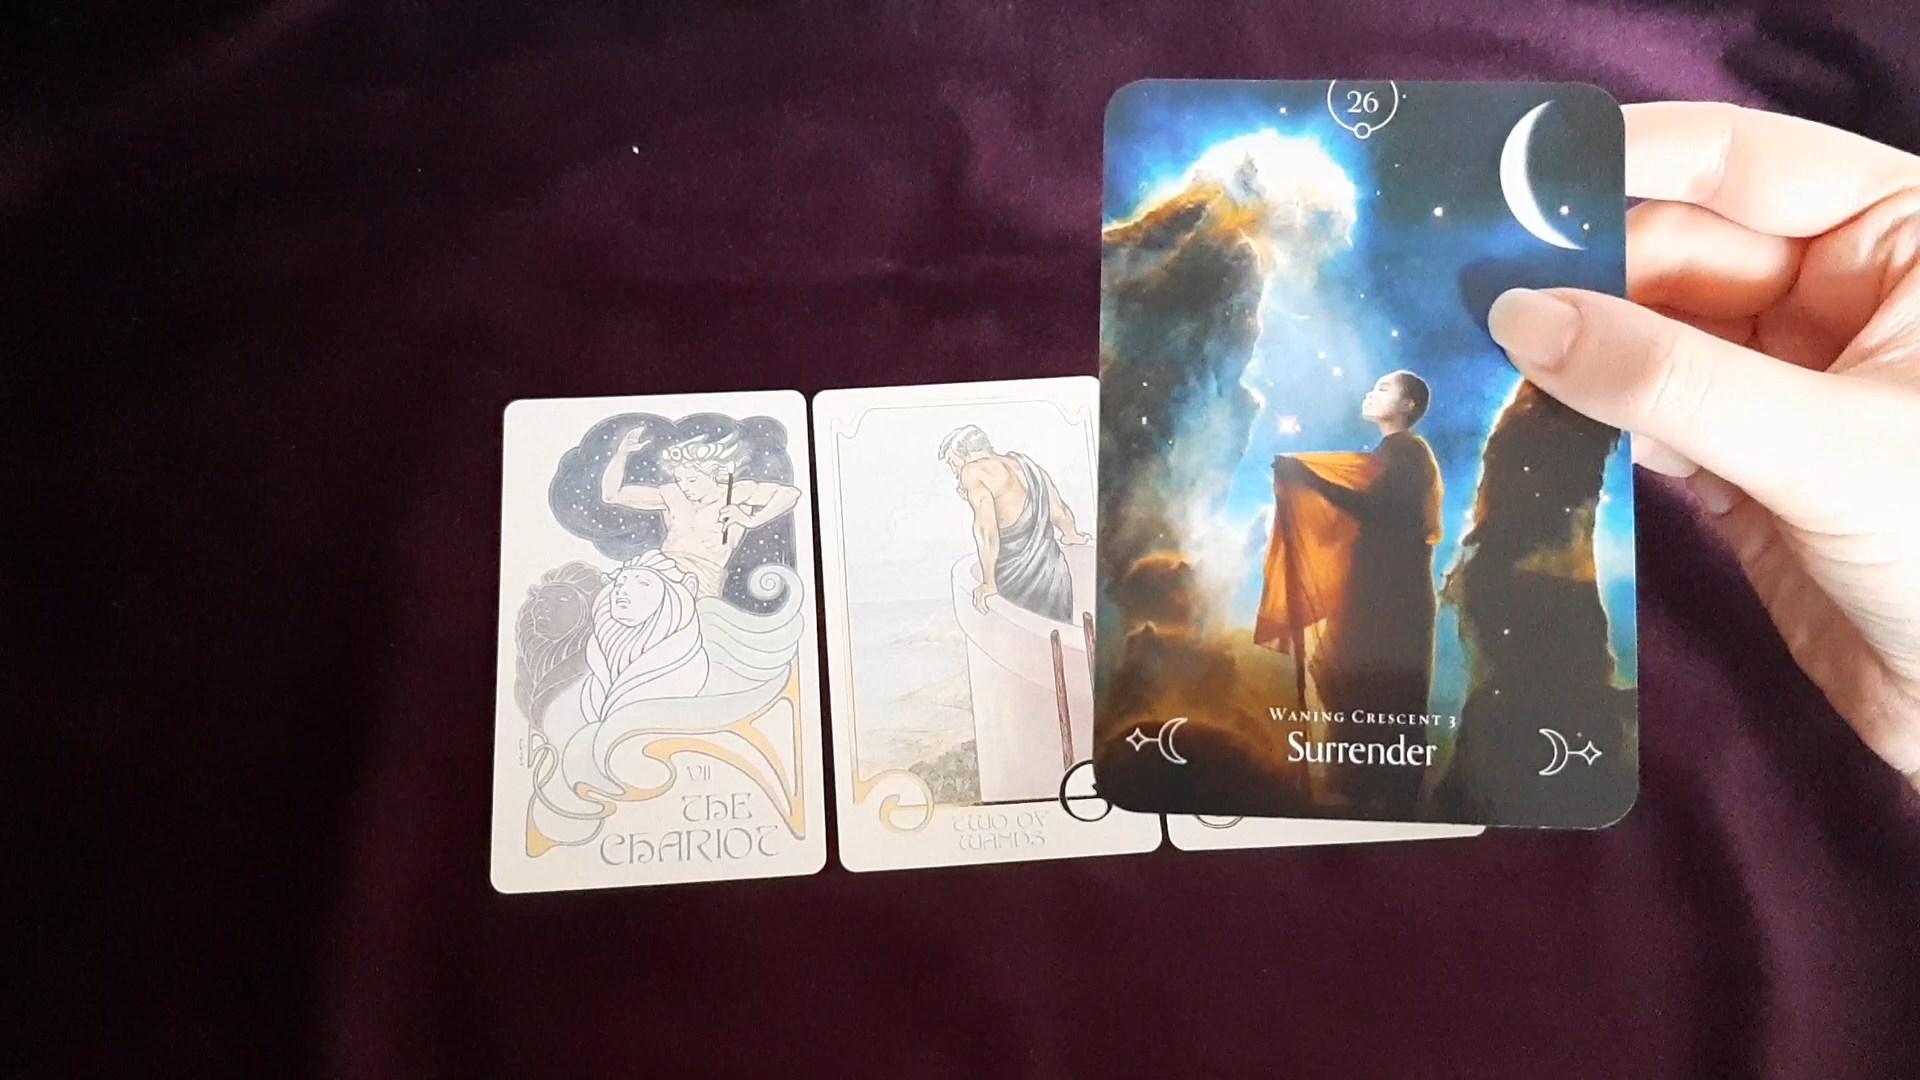 26
WANING CRESCENT 3
Surrender
VII
THE
CHARIOT
TWO OF
WANDS